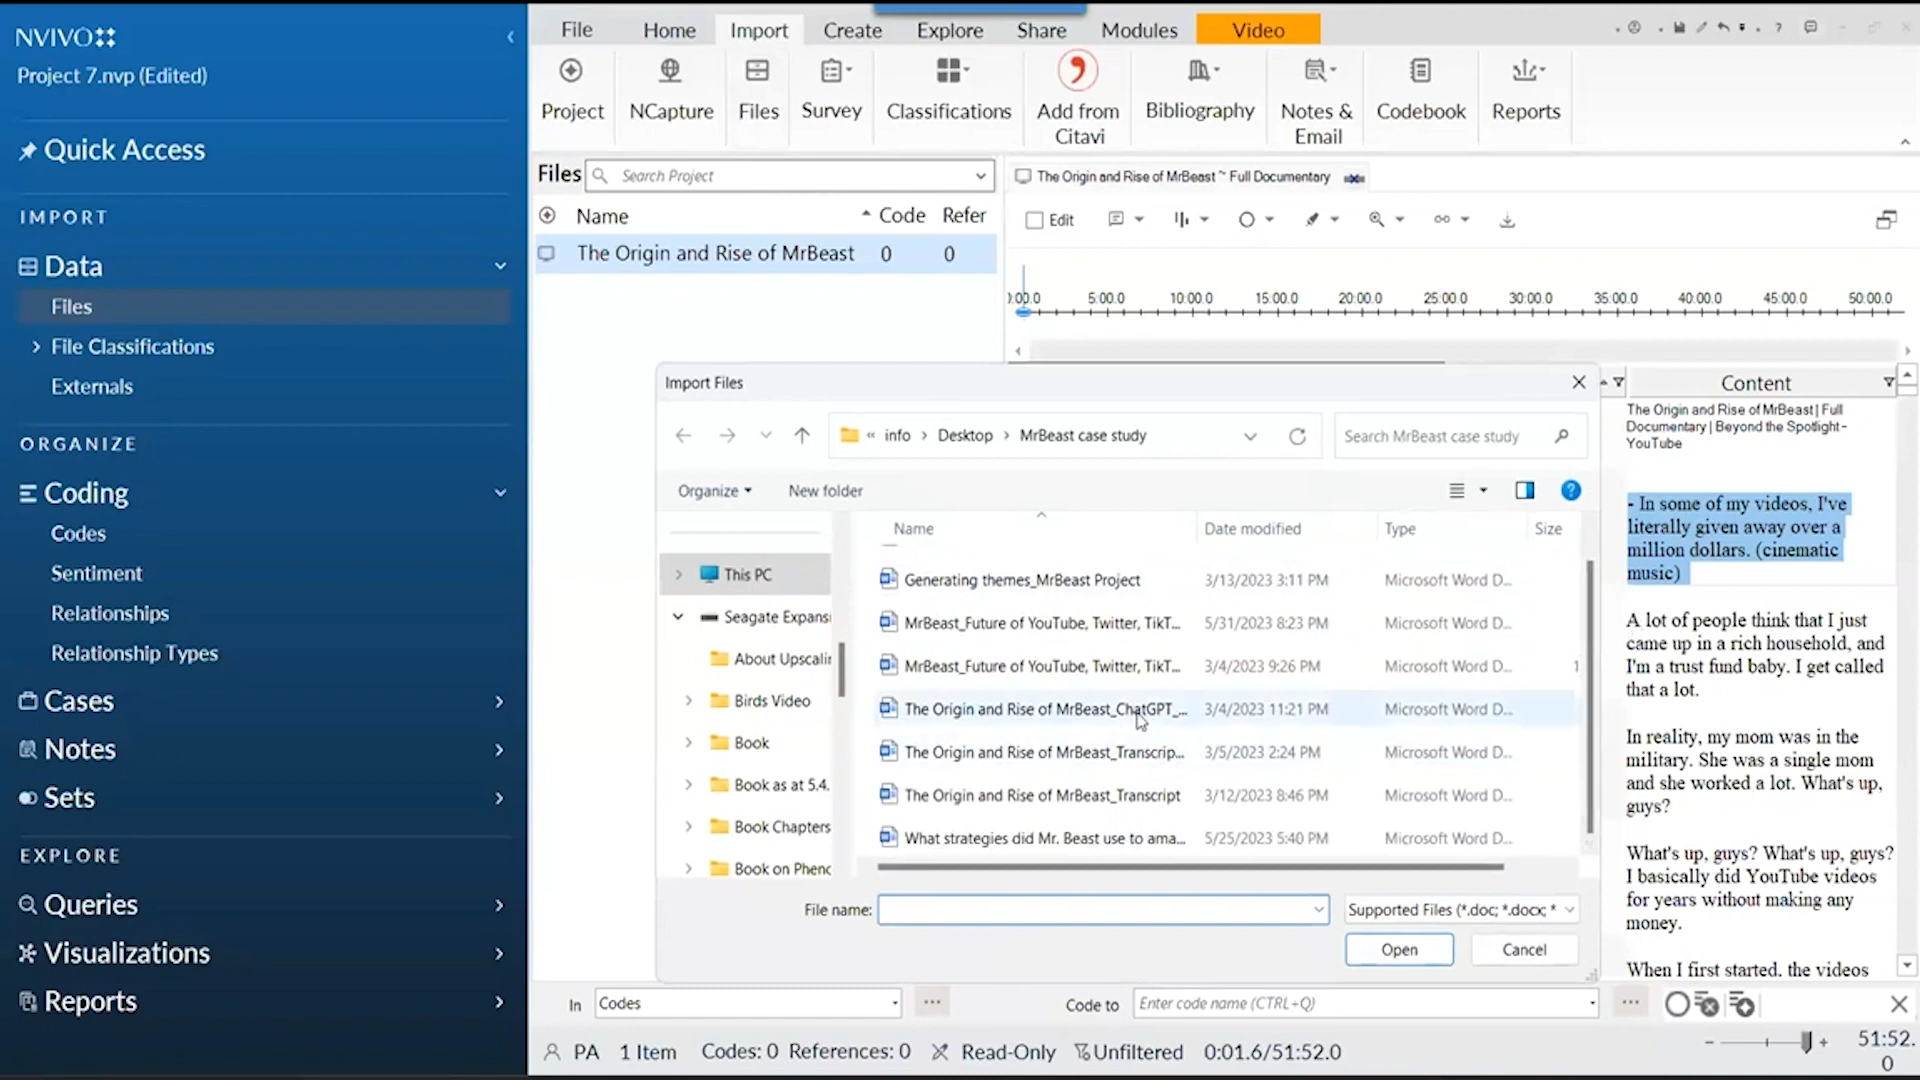 NVIVO
Project 7.nvp (Edited)
Quick Access
IMPORT
Data
Files
File Classifications
Externals
ORGANIZE
Coding
Codes
Sentiment
Relationships
Relationship Types
Cases
Notes
Sets
EXPLORE
Queries
Visualizations
Reports
File Home Import Create Explore Share Modules Video
Project NCapture Files Survey Classifications Add from Citavi Bibliography Notes & Email Codebook Reports
Files Search Project
Name Code Refer
The Origin and Rise of MrBeast 0 0
The Origin and Rise of MrBeast ~ Full Documentary
Edit
0:00.0 5:00.0 10:00.0 15:00.0 20:00.0 25:00.0 30:00.0 35:00.0 40:00.0 45:00.0 50:00.0
Import Files
« info > Desktop > MrBeast case study
Search MrBeast case study
Organize New folder
Name Date modified Type Size
This PC
Seagate Expans
About Upscalin
Birds Video
Book
Book as at 5.4.
Book Chapters
Book on Pheno
Generating themes_MrBeast Project 3/13/2023 3:11 PM Microsoft Word D...
MrBeast_Future of YouTube, Twitter, TikT... 5/31/2023 8:23 PM Microsoft Word D...
MrBeast_Future of YouTube, Twitter, TikT... 3/4/2023 9:26 PM Microsoft Word D... 1
The Origin and Rise of MrBeast_ChatGPT_... 3/4/2023 11:21 PM Microsoft Word D...
The Origin and Rise of MrBeast_Transcrip... 3/5/2023 2:24 PM Microsoft Word D...
The Origin and Rise of MrBeast_Transcript 3/12/2023 8:46 PM Microsoft Word D...
What strategies did Mr. Beast use to ama... 5/25/2023 5:40 PM Microsoft Word D...
File name:
Supported Files (*.doc; *.docx; *
Open Cancel
Content
The Origin and Rise of MrBeast | Full
Documentary | Beyond the Spotlight -
YouTube
- In some of my videos, I've
literally given away over a
million dollars. (cinematic
music)
A lot of people think that I just
came up in a rich household, and
I'm a trust fund baby. I get called
that a lot.
In reality, my mom was in the
military. She was a single mom
and she worked a lot. What's up,
guys?
What's up, guys? What's up, guys?
I basically did YouTube videos
for years without making any
money.
When I first started, the videos
In Codes ... Code to Enter code name (CTRL+Q) ...
PA 1 Item Codes: 0 References: 0 Read-Only Unfiltered 0:01.6/51:52.0
51:52.
0